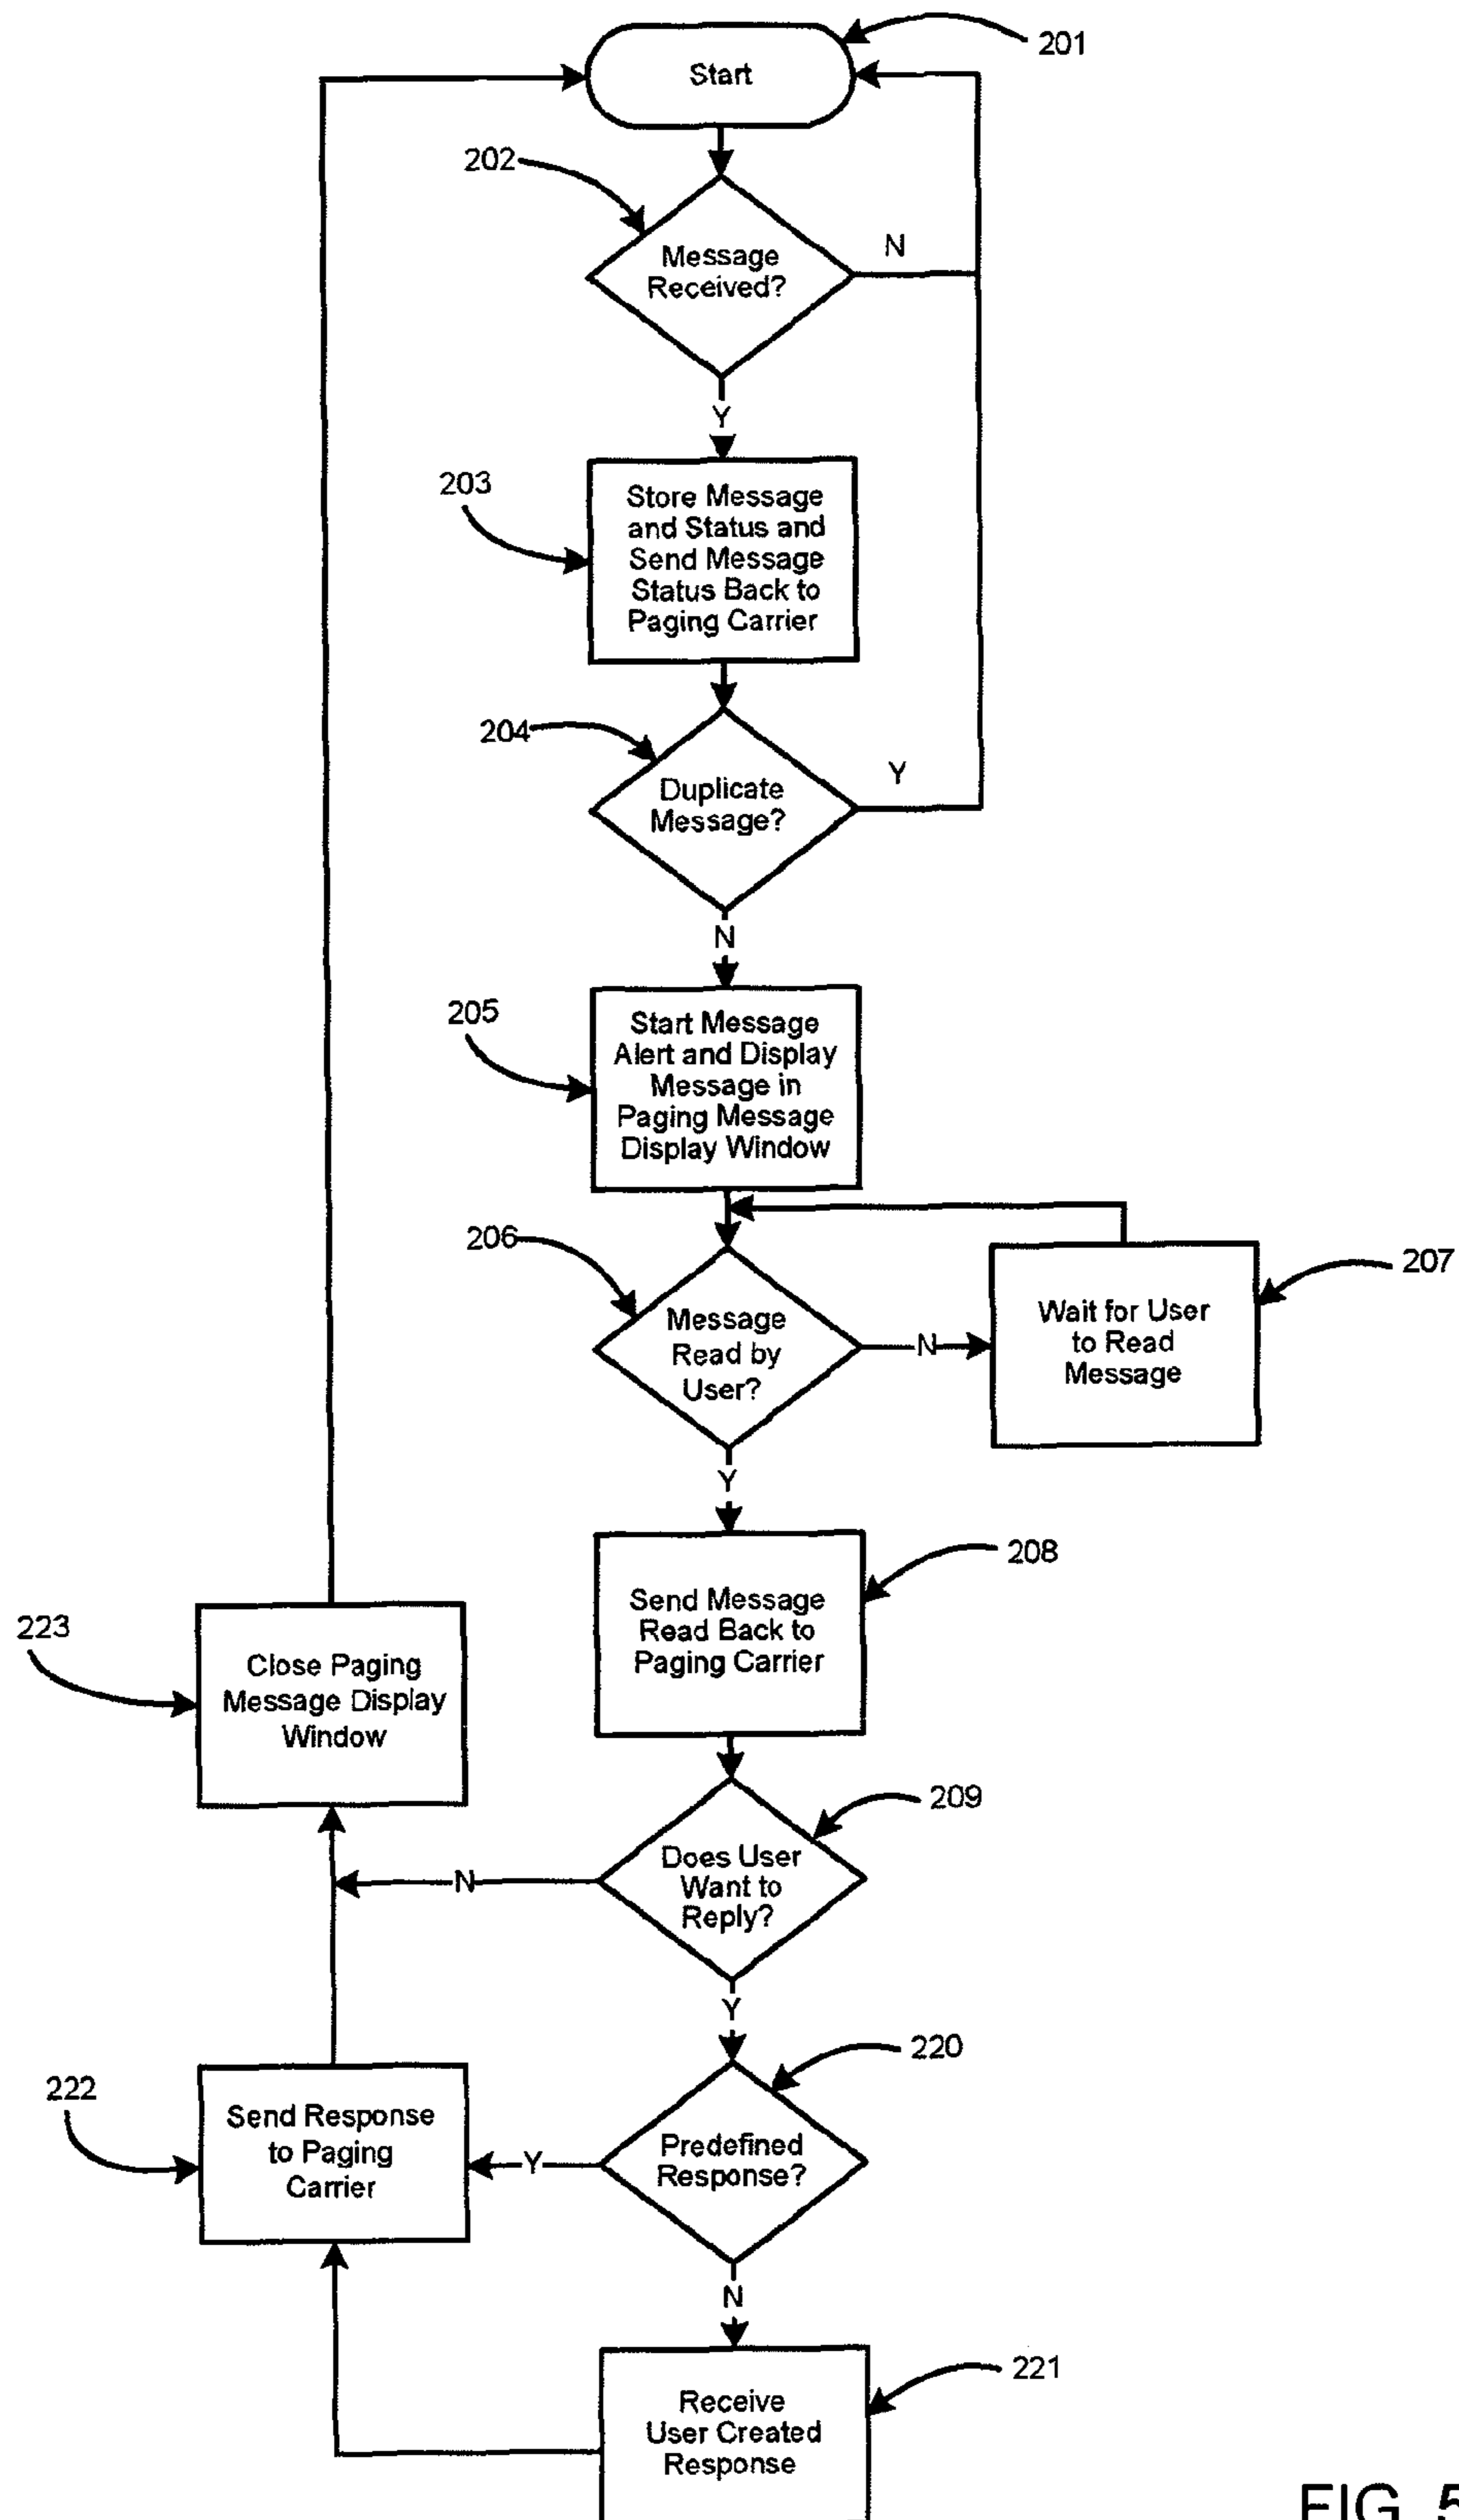 201
Start
202
Message
Received?
N
Y
203
Store Message
and Status and
Send Message
Status Back to
Paging Carrier
204
Duplicate
Message?
Y
N
205
Start Message
Alert and Display
Message in
Paging Message
Display Window
206
Message
Read by
User?
N
207
Wait for User
to Read
Message
Y
208
Send Message
Read Back to
Paging Carrier
223
Close Paging
Message Display
Window
209
Does User
Want to
Reply?
N
Y
220
222
Send Response
to Paging
Carrier
Y
Predefined
Response?
N
221
Receive
User Created
Response
FIG. 5